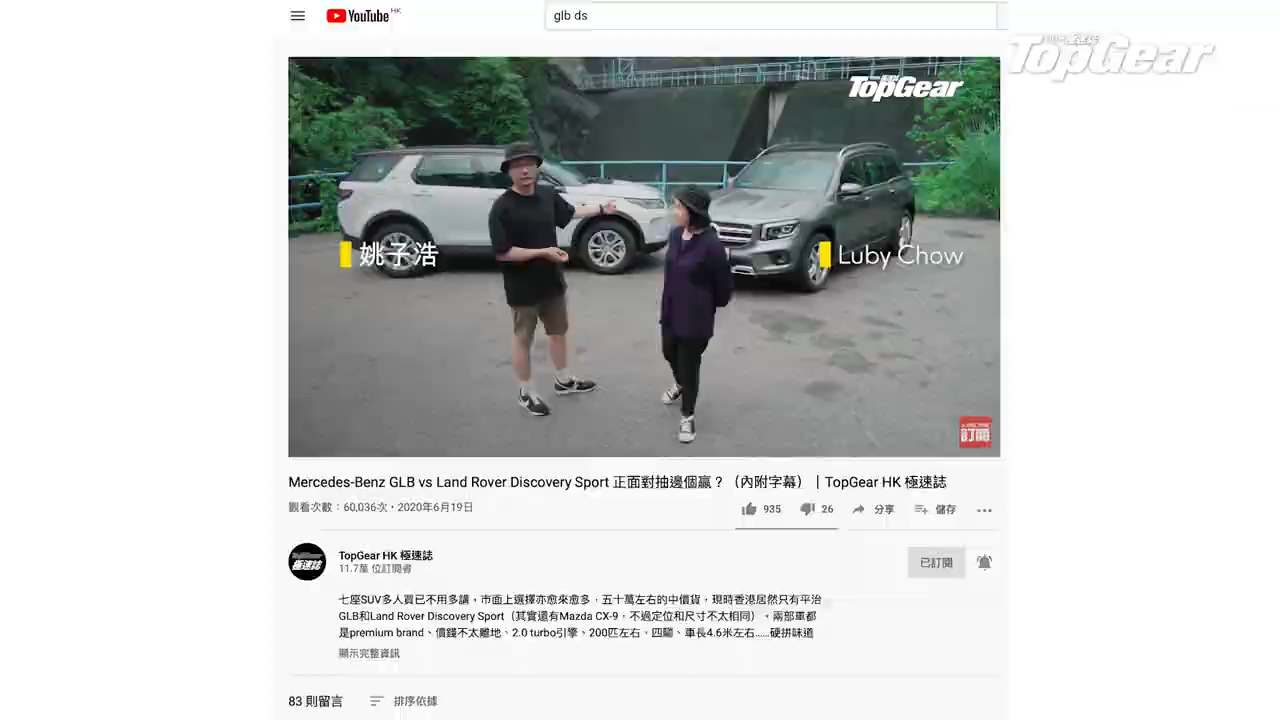 YouTube HK
glb ds
TopGear
TopGear
姚子浩
Luby Chow
訂閱
Mercedes-Benz GLB vs Land Rover Discovery Sport 正面對抽邊個贏？（內附字幕）｜TopGear HK 極速誌
觀看次數：60,036次・2020年6月19日
935
26
分享
儲存
極速誌
TopGear HK 極速誌
11.7萬 位訂閱者
已訂閱
七座SUV多人買已不用多講，市面上選擇亦愈來愈多，五十萬左右的中價貨，現時香港居然只有平治
GLB和Land Rover Discovery Sport（其實還有Mazda CX-9，不過定位和尺寸不太相同），兩部車都
是premium brand、價錢不太離地、2.0 turbo引擎、200匹左右、四驅、車長4.6米左右......硬拼味道
顯示完整資訊
83 則留言
排序依據